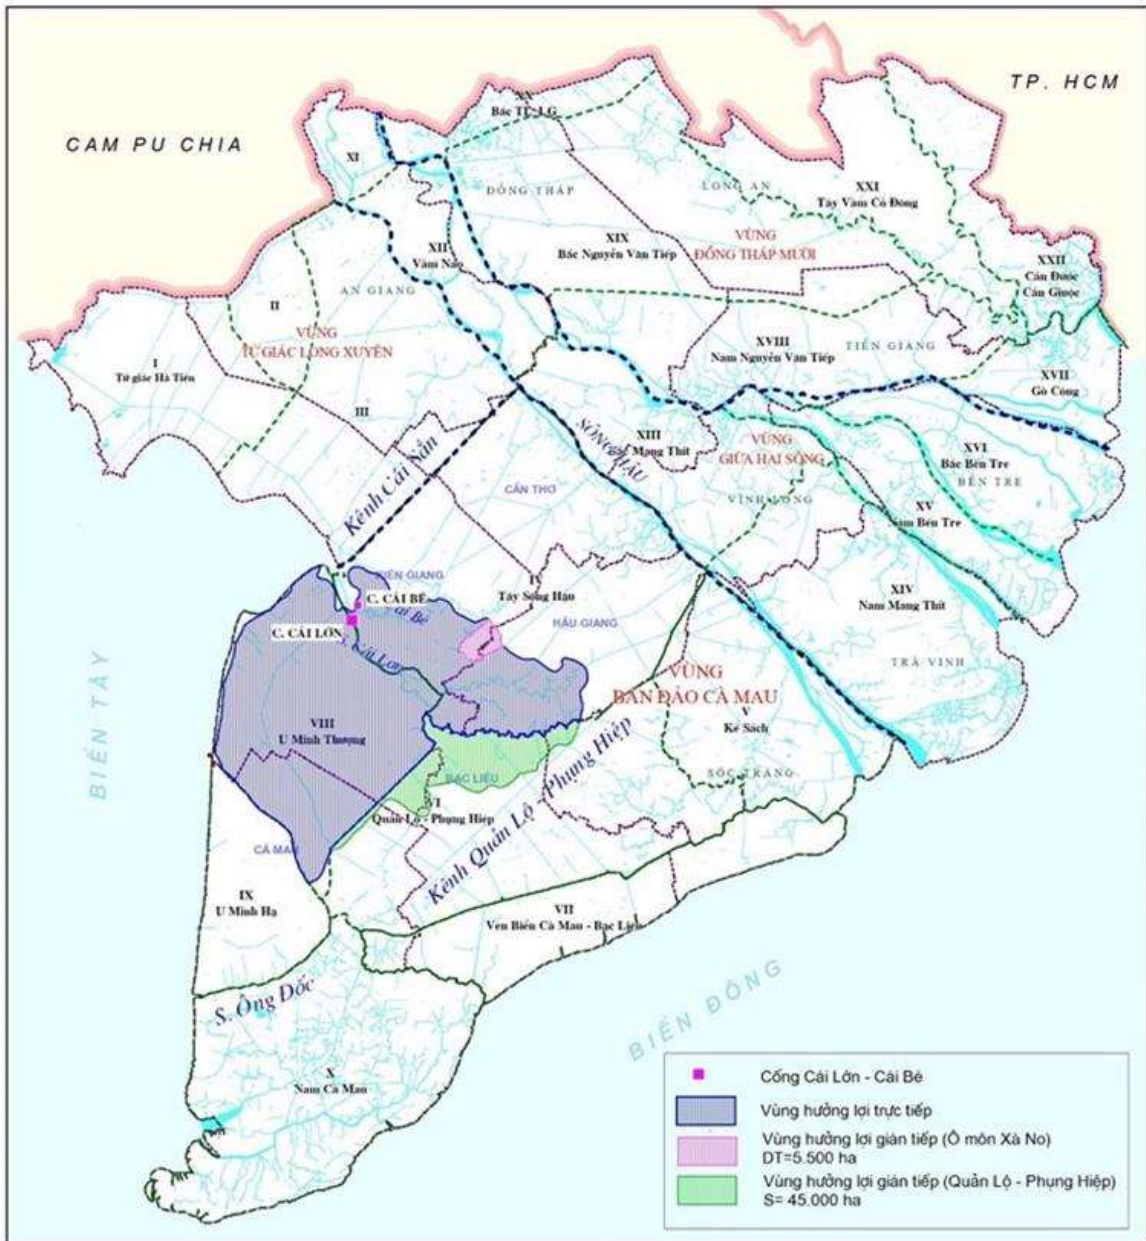 TP. HCM
CAM PU CHIA
XX
Bắc TL-LG
XI
ĐỒNG THÁP
LONG AN
XXI
Tây Vàm Cỏ Đông
XII
Vàm Nao
XIX
Bắc Nguyễn Văn Tiếp
VÙNG
ĐỒNG THÁP MƯỜI
XXII
Cần Đước
Cần Giuộc
II
AN GIANG
VÙNG
TỨ GIÁC LONG XUYÊN
I
Tứ giác Hà Tiên
III
XVIII
Nam Nguyễn Văn Tiếp
TIỀN GIANG
XVII
Gò Công
SÔNG HẬU
XIII
Bắc Mang Thít
VÙNG
GIỮA HAI SÔNG
XVI
Bắc Bến Tre
BẾN TRE
Kênh Cái Sắn
CẦN THƠ
VĨNH LONG
XV
Nam Bến Tre
XIV
Nam Mang Thít
KIÊN GIANG
Tây Sông Hậu
C. CÁI BÉ
Cái Bé
HẬU GIANG
C. CÁI LỚN
Cái Lớn
TRÀ VINH
BIỂN TÂY
VÙNG
BÁN ĐẢO CÀ MAU
V
Kế Sách
VIII
U Minh Thượng
SÓC TRĂNG
BẠC LIÊU
VI
Quản Lộ - Phụng Hiệp
Kênh Quản Lộ - Phụng Hiệp
CÀ MAU
IX
U Minh Hạ
VII
Ven Biển Cà Mau - Bạc Liêu
S. Ông Đốc
BIỂN ĐÔNG
X
Nam Cà Mau
Cống Cái Lớn - Cái Bé
Vùng hưởng lợi trực tiếp
Vùng hưởng lợi gián tiếp (Ô môn Xà No)
DT=5.500 ha
Vùng hưởng lợi gián tiếp (Quản Lộ - Phụng Hiệp)
S= 45.000 ha